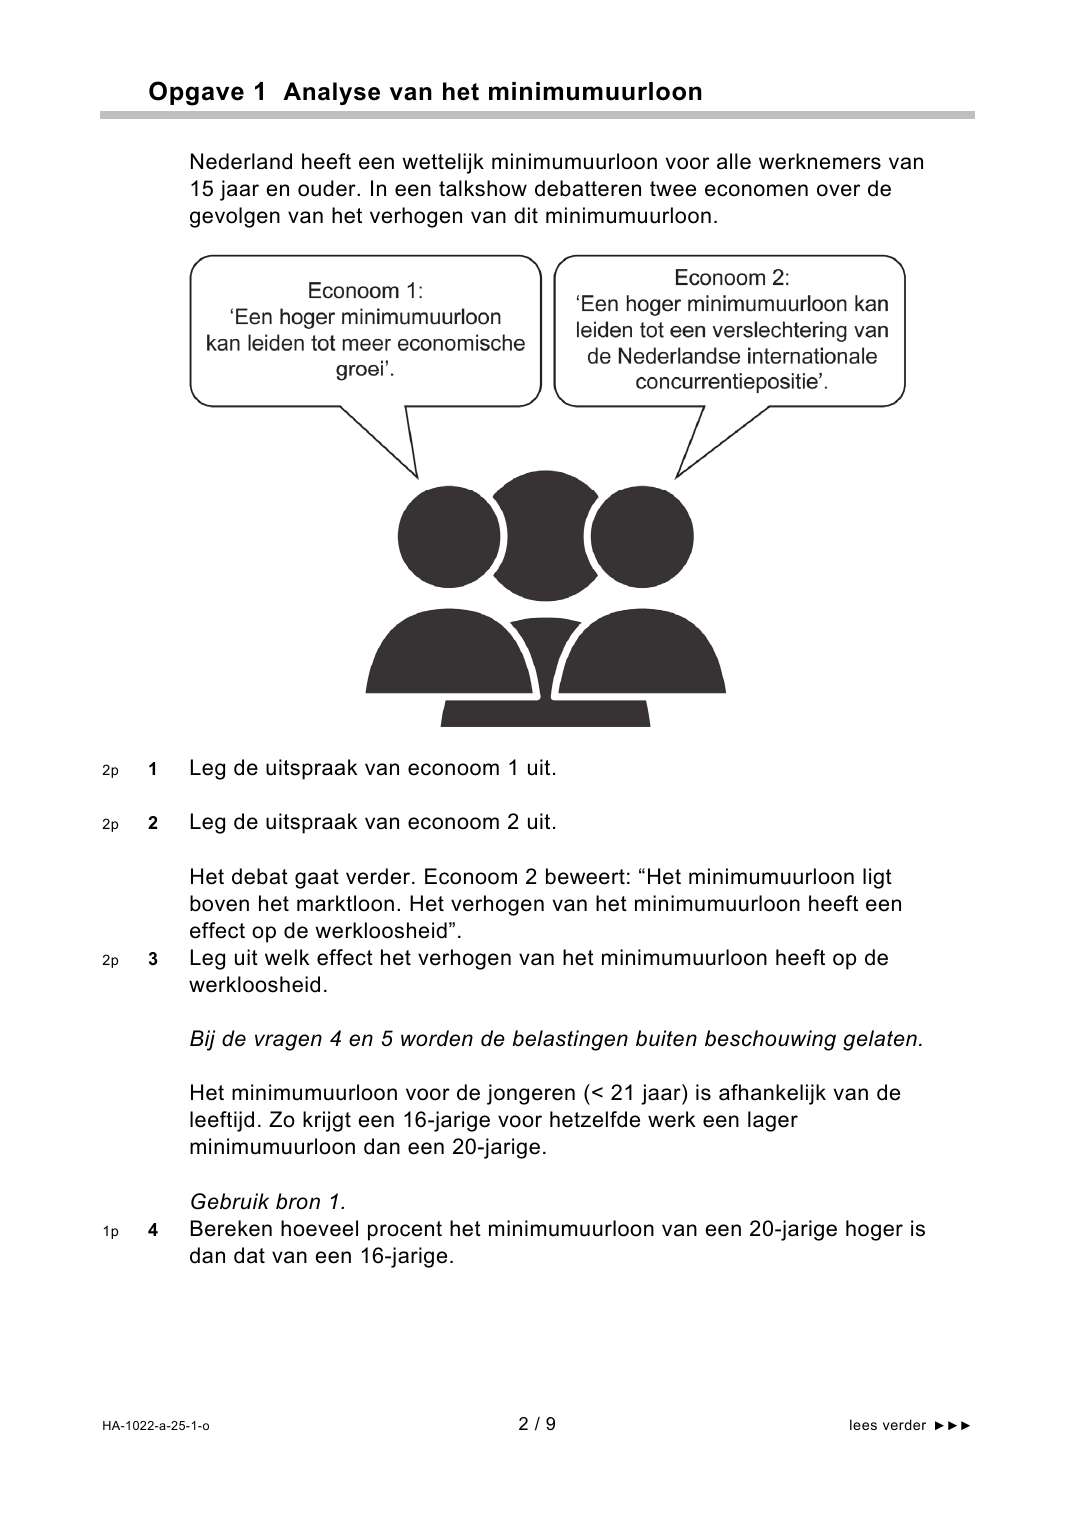 Opgave 1 Analyse van het minimumuurloon
Nederland heeft een wettelijk minimumuurloon voor alle werknemers van
15 jaar en ouder. In een talkshow debatteren twee economen over de
gevolgen van het verhogen van dit minimumuurloon.
Econoom 1:
‘Een hoger minimumuurloon
kan leiden tot meer economische
groei’.
Econoom 2:
‘Een hoger minimumuurloon kan
leiden tot een verslechtering van
de Nederlandse internationale
concurrentiepositie’.
2p 1 Leg de uitspraak van econoom 1 uit.
2p 2 Leg de uitspraak van econoom 2 uit.
Het debat gaat verder. Econoom 2 beweert: “Het minimumuurloon ligt
boven het marktloon. Het verhogen van het minimumuurloon heeft een
effect op de werkloosheid”.
2p 3 Leg uit welk effect het verhogen van het minimumuurloon heeft op de
werkloosheid.
Bij de vragen 4 en 5 worden de belastingen buiten beschouwing gelaten.
Het minimumuurloon voor de jongeren (< 21 jaar) is afhankelijk van de
leeftijd. Zo krijgt een 16-jarige voor hetzelfde werk een lager
minimumuurloon dan een 20-jarige.
Gebruik bron 1.
1p 4 Bereken hoeveel procent het minimumuurloon van een 20-jarige hoger is
dan dat van een 16-jarige.
HA-1022-a-25-1-o 2 / 9 lees verder ►►►